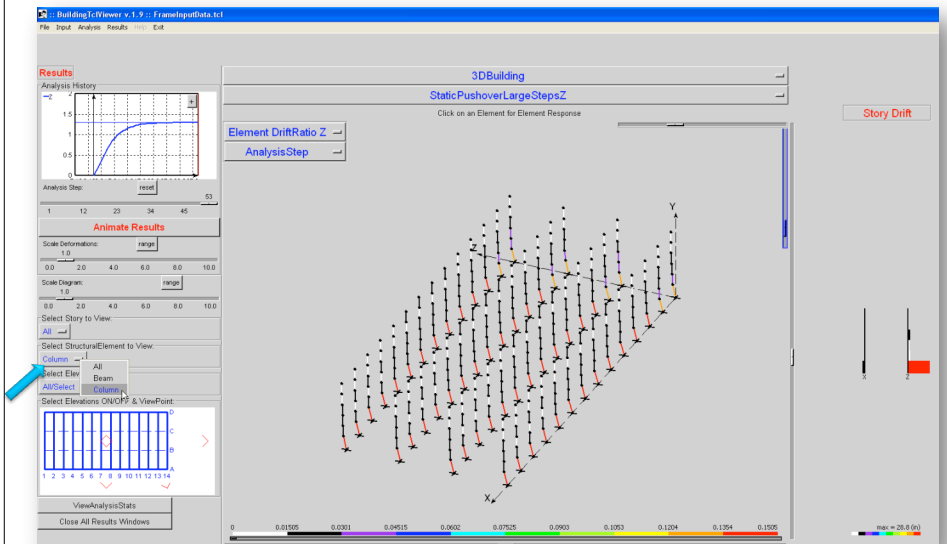 :: BuildingTclViewer v.1.9 :: FrameInputData.tcl
File Input Analysis Results Help Exit
Results
Analysis History
Z
2
+
1.5
1
0.5
0
Analysis Step:
reset
53
1 12 23 34 45
Animate Results
Scale Deformations:
range
1.0
0.0 2.0 4.0 6.0 8.0 10.0
Scale Diagram:
range
1.0
0.0 2.0 4.0 6.0 8.0 10.0
Select Story to View:
All
Select StructuralElement to View:
Column
All
Beam
Column
Select Elev
All/Select
Select Elevations ON/OFF & ViewPoint:
D
C
B
A
1 2 3 4 5 6 7 8 9 10 11 12 13 14
ViewAnalysisStats
Close All Results Windows
3DBuilding
StaticPushoverLargeStepsZ
Click on an Element for Element Response
Element DriftRatio Z
AnalysisStep
Y
Z
X
0 0.01505 0.0301 0.04515 0.0602 0.07525 0.0903 0.1053 0.1204 0.1354 0.1505
Story Drift
X Z
max = 28.8 (in)